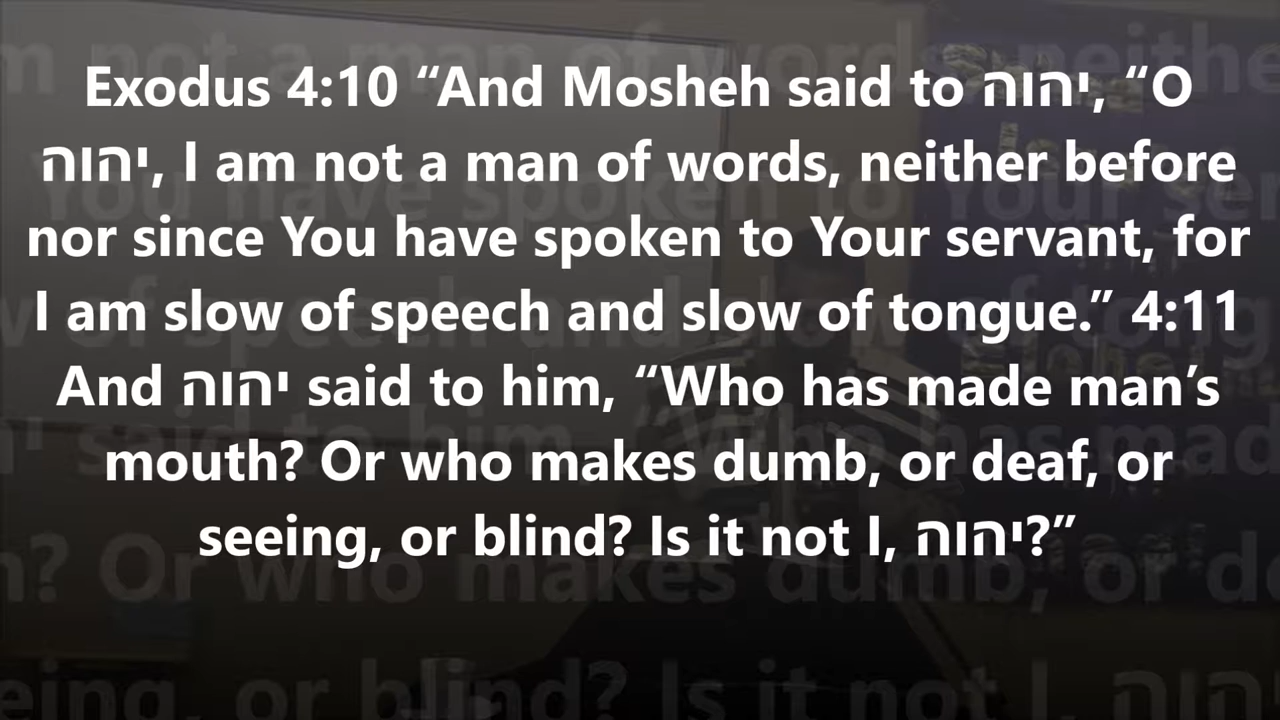 Exodus 4:10 “And Mosheh said to יהוה, “O
יהוה, I am not a man of words, neither before
nor since You have spoken to Your servant, for
I am slow of speech and slow of tongue.” 4:11
And יהוה said to him, “Who has made man’s
mouth? Or who makes dumb, or deaf, or
seeing, or blind? Is it not I, יהוה?”